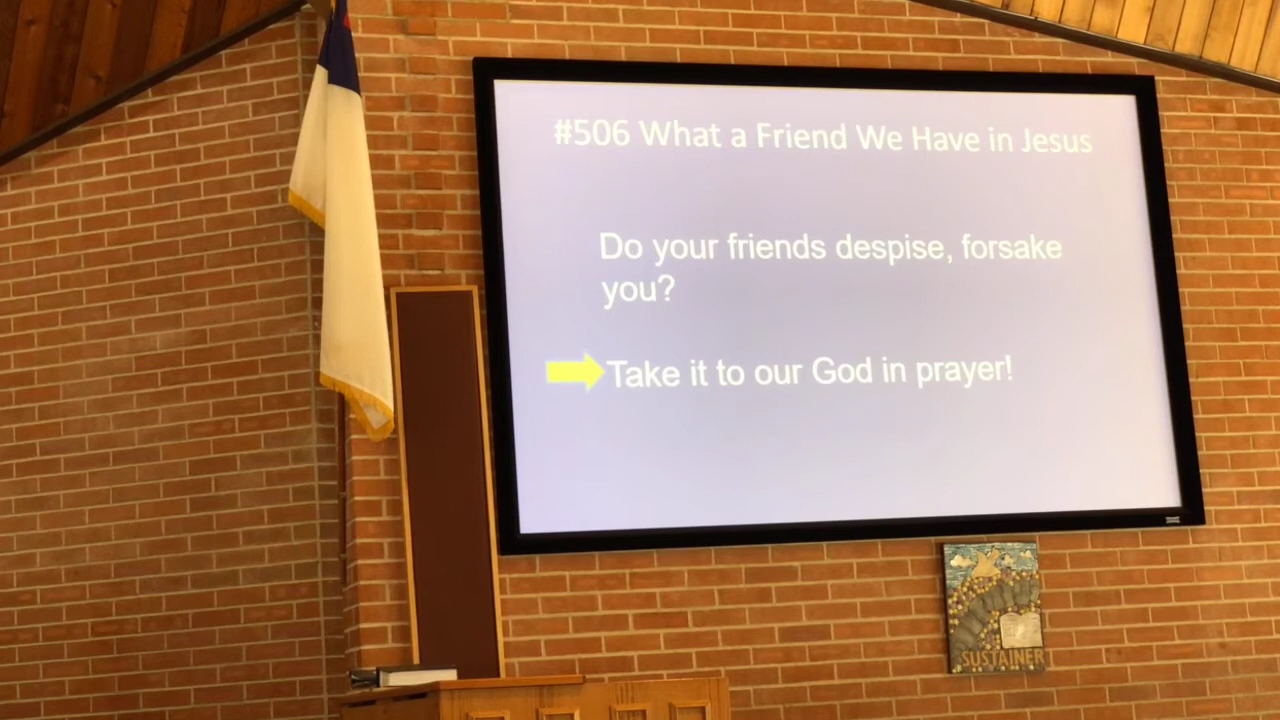 #506 What a Friend We Have in Jesus
Do your friends despise, forsake
you?
Take it to our God in prayer!
SUSTAINER